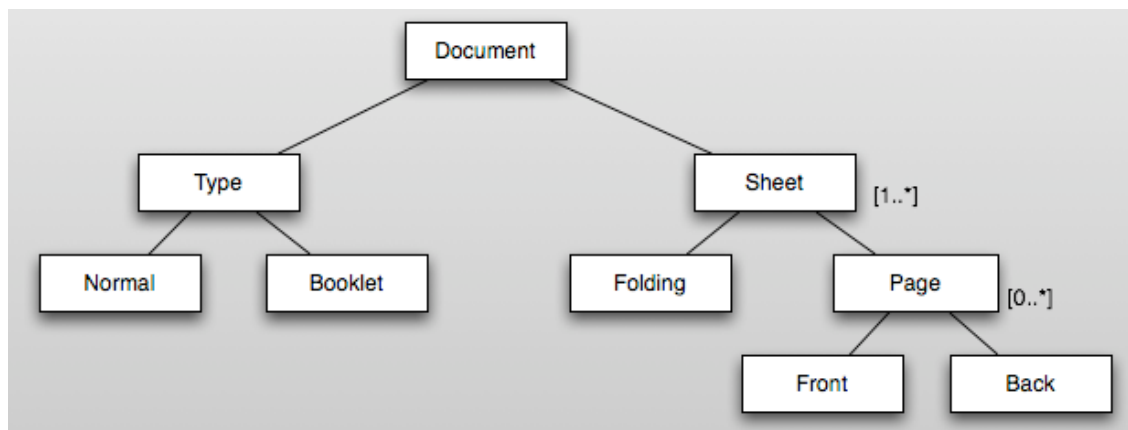 Document
Type
Sheet
[1..*]
Normal
Booklet
Folding
Page
[0..*]
Front
Back